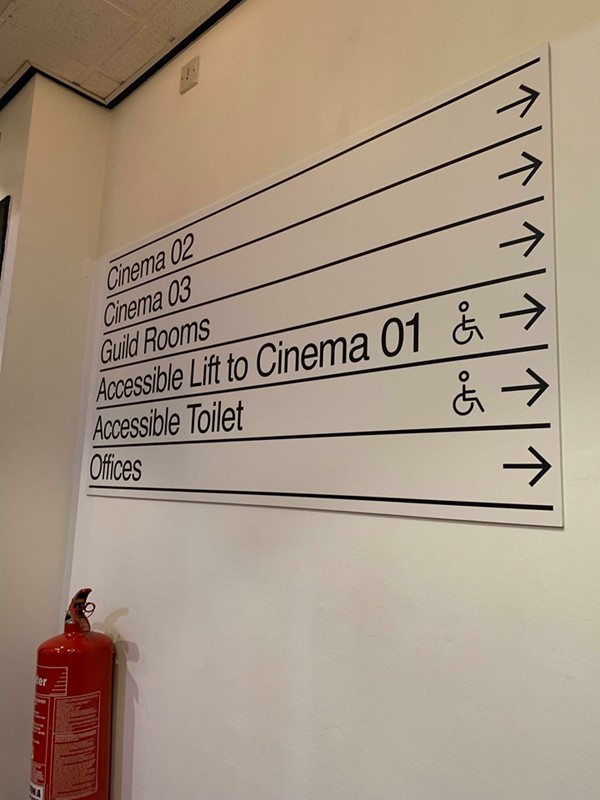 Cinema 02
Cinema 03
Guild Rooms
Accessible Lift to Cinema 01
Accessible Toilet
Offices